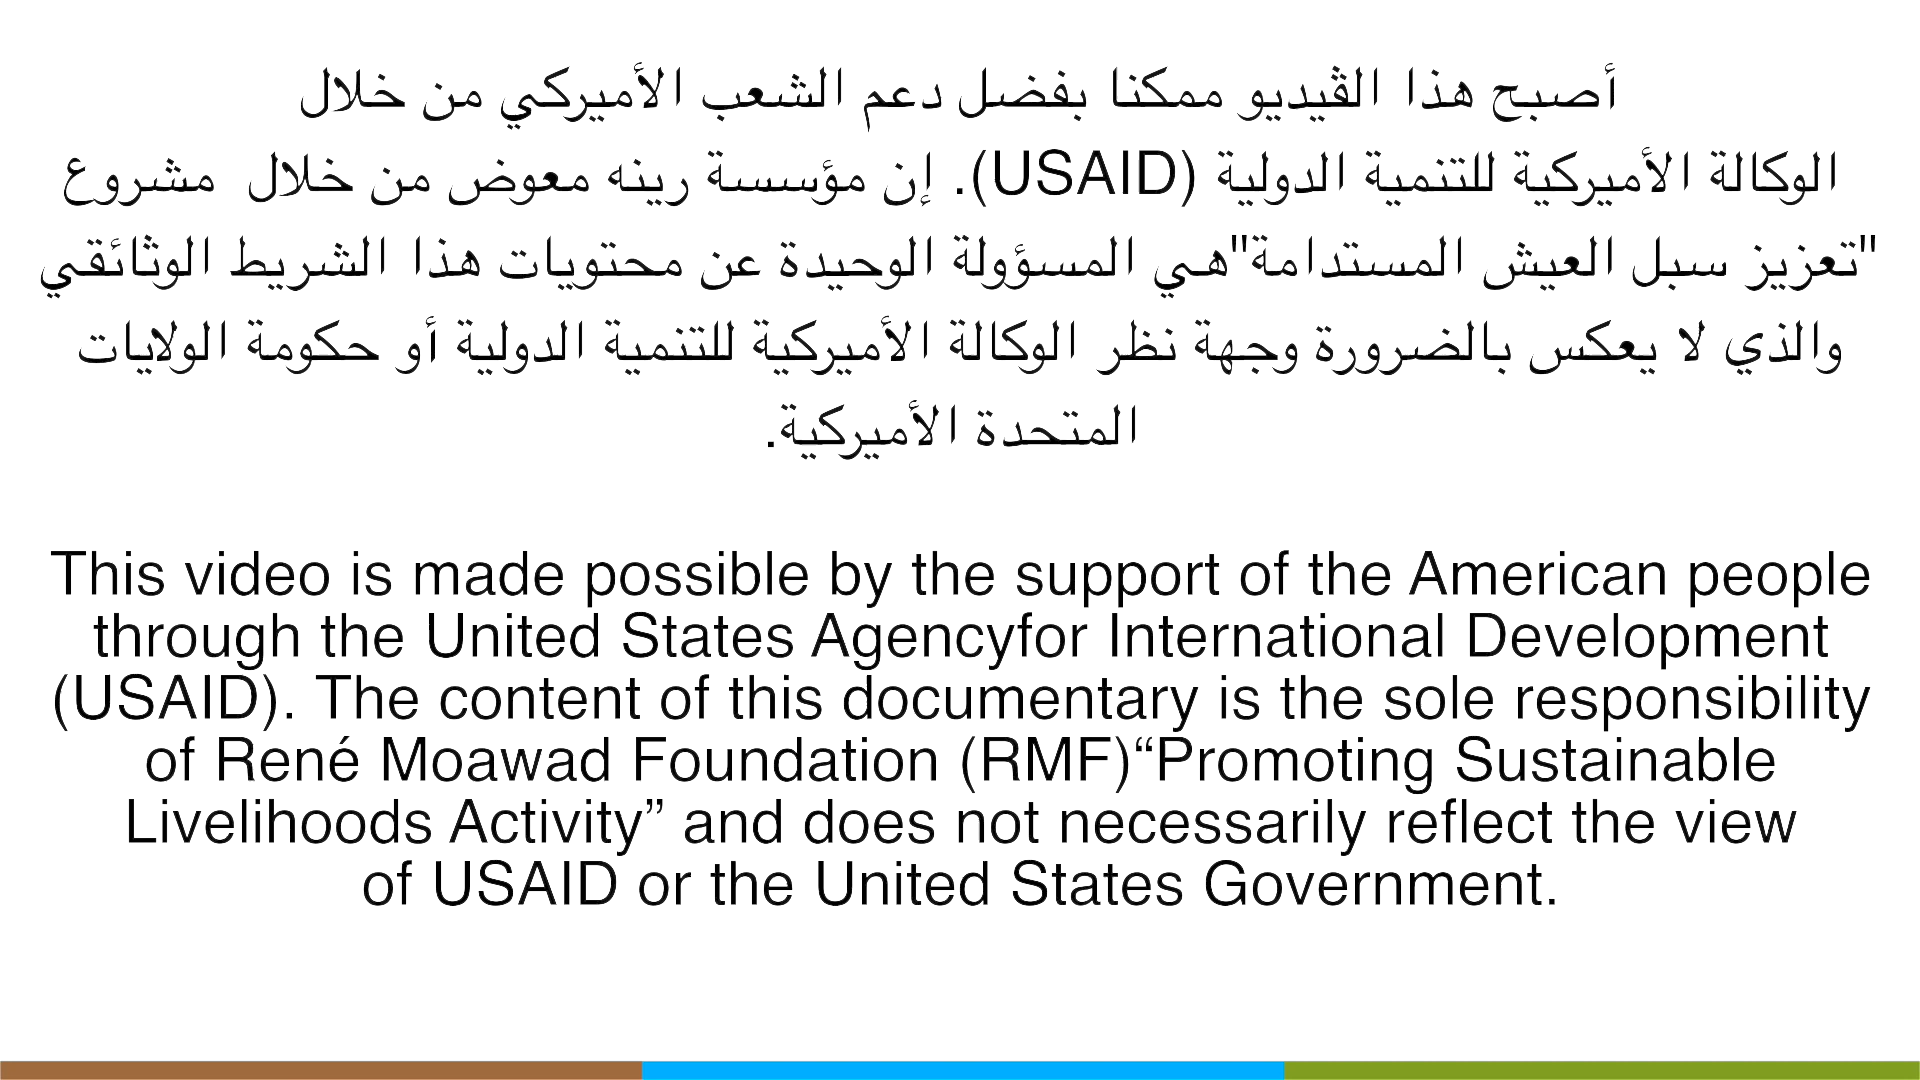 أصبح هذا الڤيديو ممكنا بفضل دعم الشعب الأميركي من خلال
الوكالة الأميركية للتنمية الدولية (USAID). إن مؤسسة رينه معوض من خلال  مشروع
"تعزيز سبل العيش المستدامة"هي المسؤولة الوحيدة عن محتويات هذا الشريط الوثائقي
والذي لا يعكس بالضرورة وجهة نظر الوكالة الأميركية للتنمية الدولية أو حكومة الولايات
المتحدة الأميركية.
This video is made possible by the support of the American people
through the United States Agencyfor International Development
(USAID). The content of this documentary is the sole responsibility
of René Moawad Foundation (RMF)“Promoting Sustainable
Livelihoods Activity” and does not necessarily reflect the view
of USAID or the United States Government.